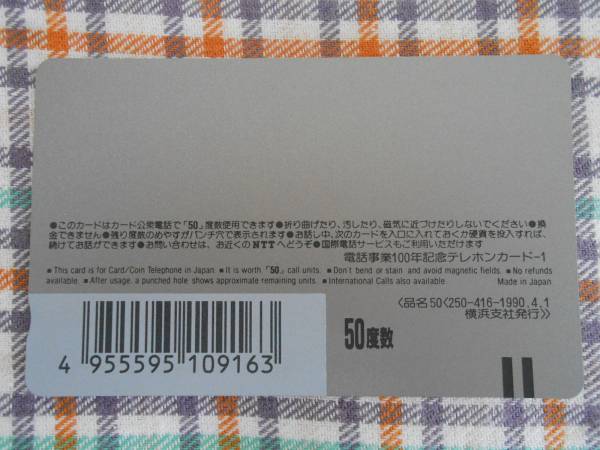 ●このカードはカード公衆電話で「50」度数使用できます●折り曲げたり、汚したり、磁気に近づけたりしないでください●換
金できません●残り度数のめやすがパンチ穴で表示されます●お話し中、次のカードを入口に入れておくか硬貨を投入すれば、
続けてお話ができます●お問い合わせは、お近くのNTTへどうぞ●国際電話サービスもご利用いただけます
電話事業100年記念テレホンカード-1
■This card is for Card/Coin Telephone in Japan. ■It is worth「50」call units. ■Don't bend or stain and avoid magnetic fields. ■No refunds
available. ■After usage, a punched hole shows approximate remaining units. ■International Calls also available Made in Japan
〈品名50〈250-416-1990.4.1
横浜支社発行〉〉
50度数
4 955595 109163